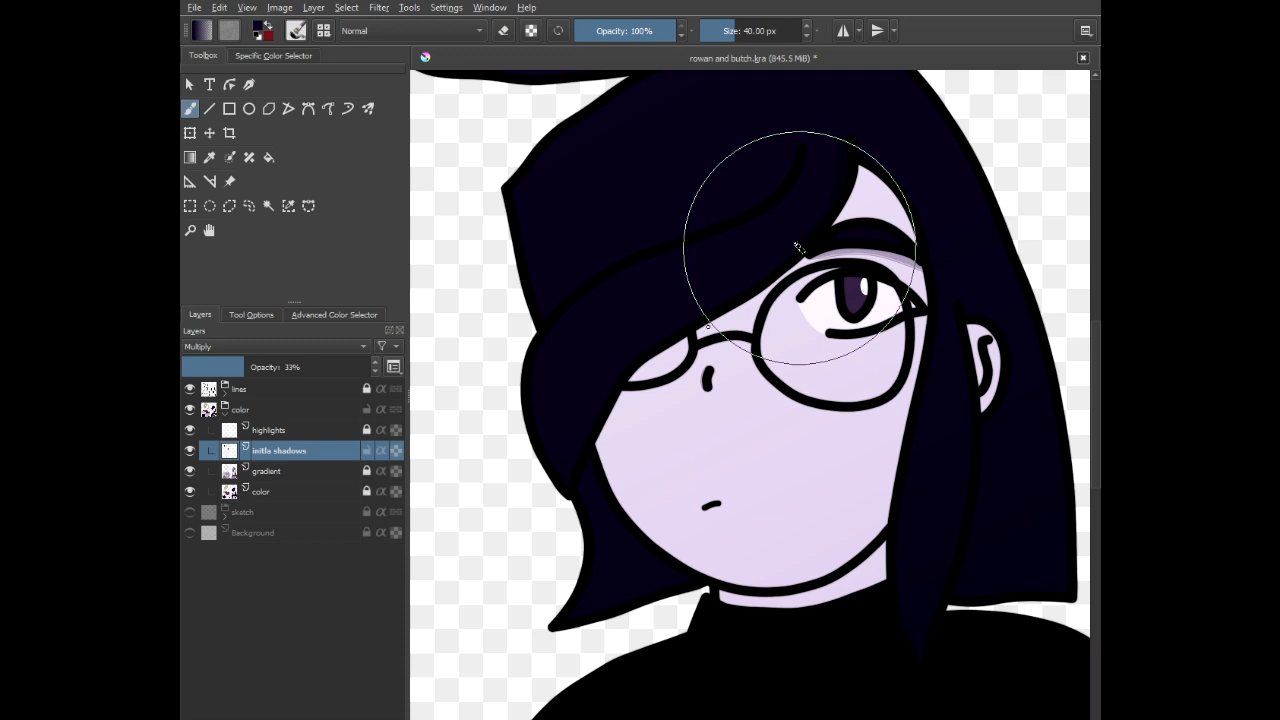 File Edit View Image Layer Select Filter Tools Settings Window Help
Normal Opacity: 100% Size: 40.00 px
Toolbox Specific Color Selector
rowan and butch.kra (845.5 MiB) *
Layers Tool Options Advanced Color Selector
Layers
Multiply
Opacity: 33%
lines
color
highlights
initla shadows
gradient
color
sketch
Background